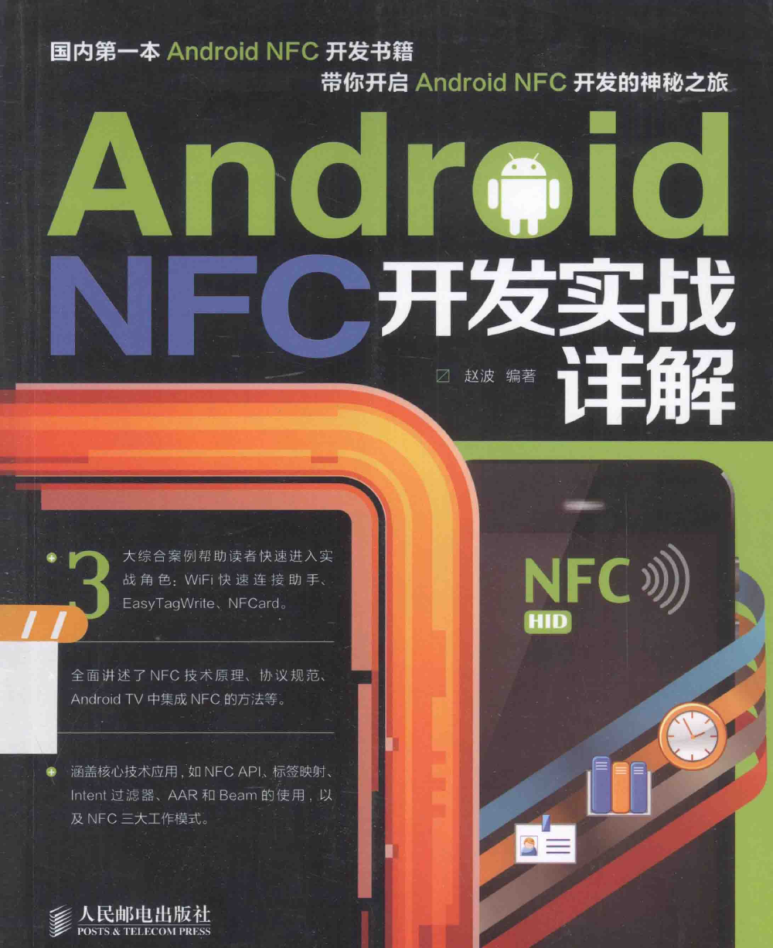 国内第一本 Android NFC 开发书籍
带你开启 Android NFC 开发的神秘之旅
Android
NFC 开发实战
详解
赵波 编著
3 大综合案例帮助读者快速进入实
战角色：WiFi 快速连接助手、
EasyTagWrite、NFCard。
NFC
HID
全面讲述了 NFC 技术原理、协议规范、
Android TV 中集成 NFC 的方法等。
涵盖核心技术应用，如 NFC API、标签映射、
Intent 过滤器、AAR 和 Beam 的使用，以
及 NFC 三大工作模式。
人民邮电出版社
POSTS & TELECOM PRESS